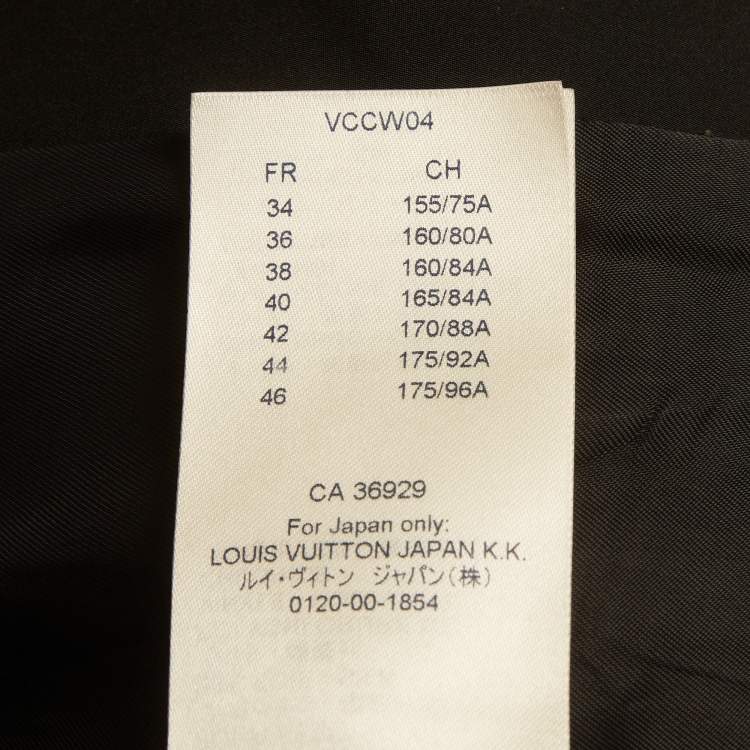 VCCW04
FR CH
34 155/75A
36 160/80A
38 160/84A
40 165/84A
42 170/88A
44 175/92A
46 175/96A
CA 36929
For Japan only:
LOUIS VUITTON JAPAN K.K.
ルイ・ヴィトン ジャパン(株)
0120-00-1854